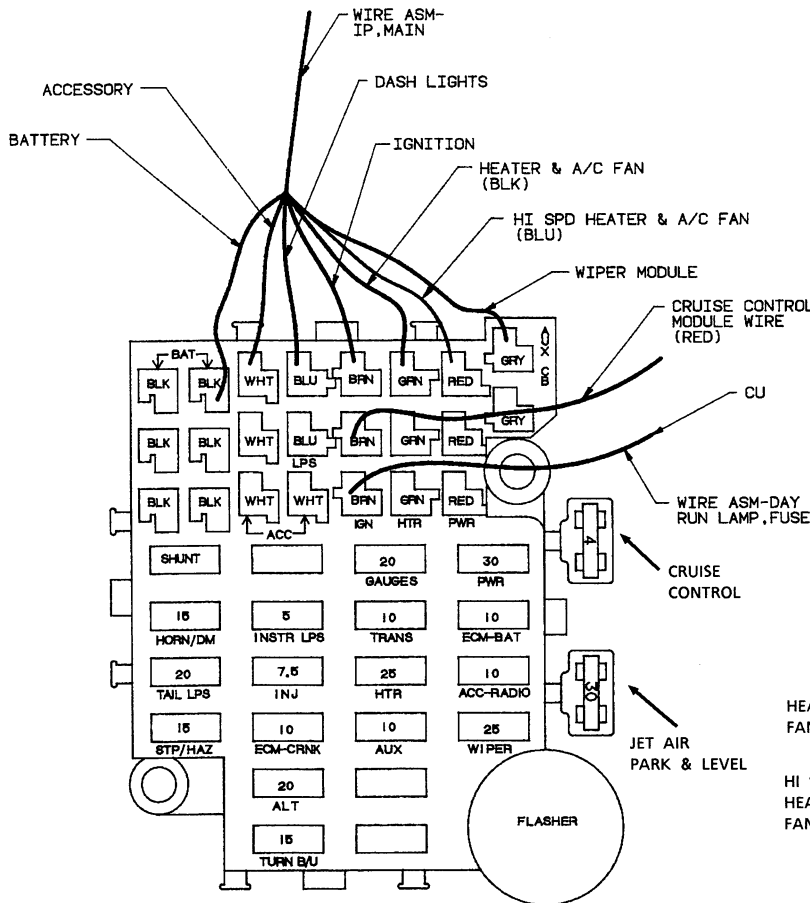 WIRE ASM-
IP,MAIN
ACCESSORY
DASH LIGHTS
BATTERY
IGNITION
HEATER & A/C FAN
(BLK)
HI SPD HEATER & A/C FAN
(BLU)
WIPER MODULE
CRUISE CONTROL
MODULE WIRE
(RED)
CU
WIRE ASM-DAY
RUN LAMP,FUSE
AUX CB
BAT
BLK BLK WHT BLU BRN GRN RED GRY
BLK BLK WHT BLU BRN GRN RED GRY
LPS
BLK BLK WHT WHT BRN GRN RED
ACC IGN HTR PWR
SHUNT 20 30
GAUGES PWR
4
CRUISE
CONTROL
15 5 10 10
HORN/DM INSTR LPS TRANS ECM-BAT
20 7.5 25 10
TAIL LPS INJ HTR ACC-RADIO
30
JET AIR
PARK & LEVEL
15 10 10 25
STP/HAZ ECM-CRNK AUX WIPER
20
ALT
15
TURN B/U
FLASHER
HEA
FAN
HI
HEA
FAN